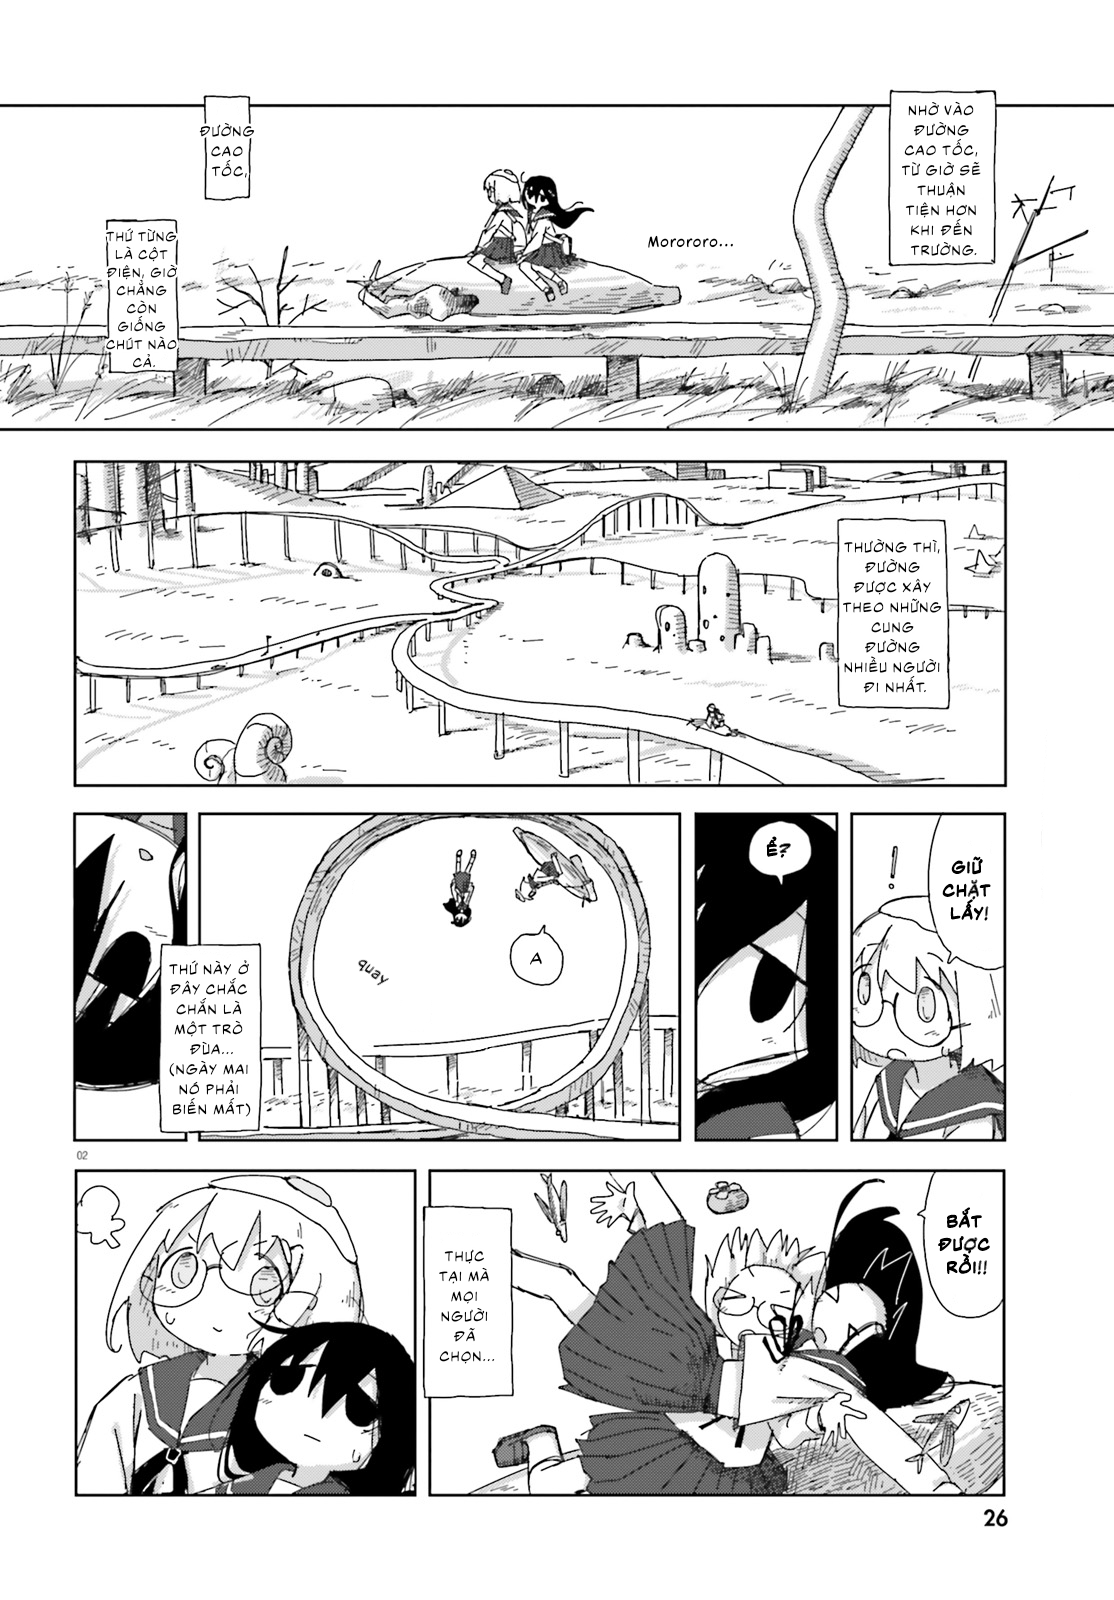 NHỜ VÀO
ĐƯỜNG
CAO TỐC,
TỪ GIỜ SẼ
THUẬN
TIỆN HƠN
KHI ĐẾN
TRƯỜNG.
Morororo...
ĐƯỜNG
CAO
TỐC,
THỨ TỪNG
LÀ CỘT
ĐIỆN, GIỜ
CHẲNG
CÒN
GIỐNG
CHÚT NÀO
CẢ.
THƯỜNG THÌ,
ĐƯỜNG
ĐƯỢC XÂY
THEO NHỮNG
CUNG
ĐƯỜNG
NHIỀU NGƯỜI
ĐI NHẤT.
GIỮ
CHẶT
LẤY!
!
Ể?
A
quay
THỨ NÀY Ở
ĐÂY CHẮC
CHẮN LÀ
MỘT TRÒ
ĐÙA...
(NGÀY MAI
NÓ PHẢI
BIẾN MẤT)
02
BẮT
ĐƯỢC
RỒI!!!
THỰC
TẠI MÀ
MỌI
NGƯỜI
ĐÃ
CHỌN...
26